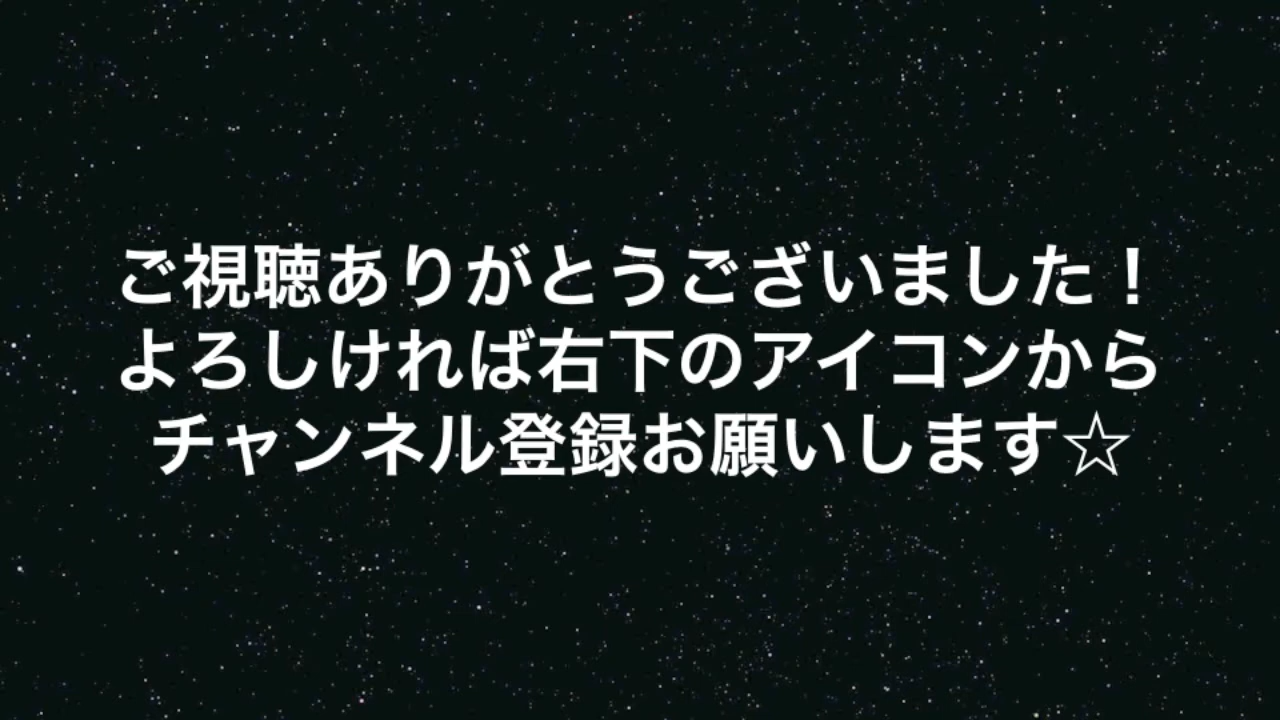 ご視聴ありがとうございました！
よろしければ右下のアイコンから
チャンネル登録お願いします☆